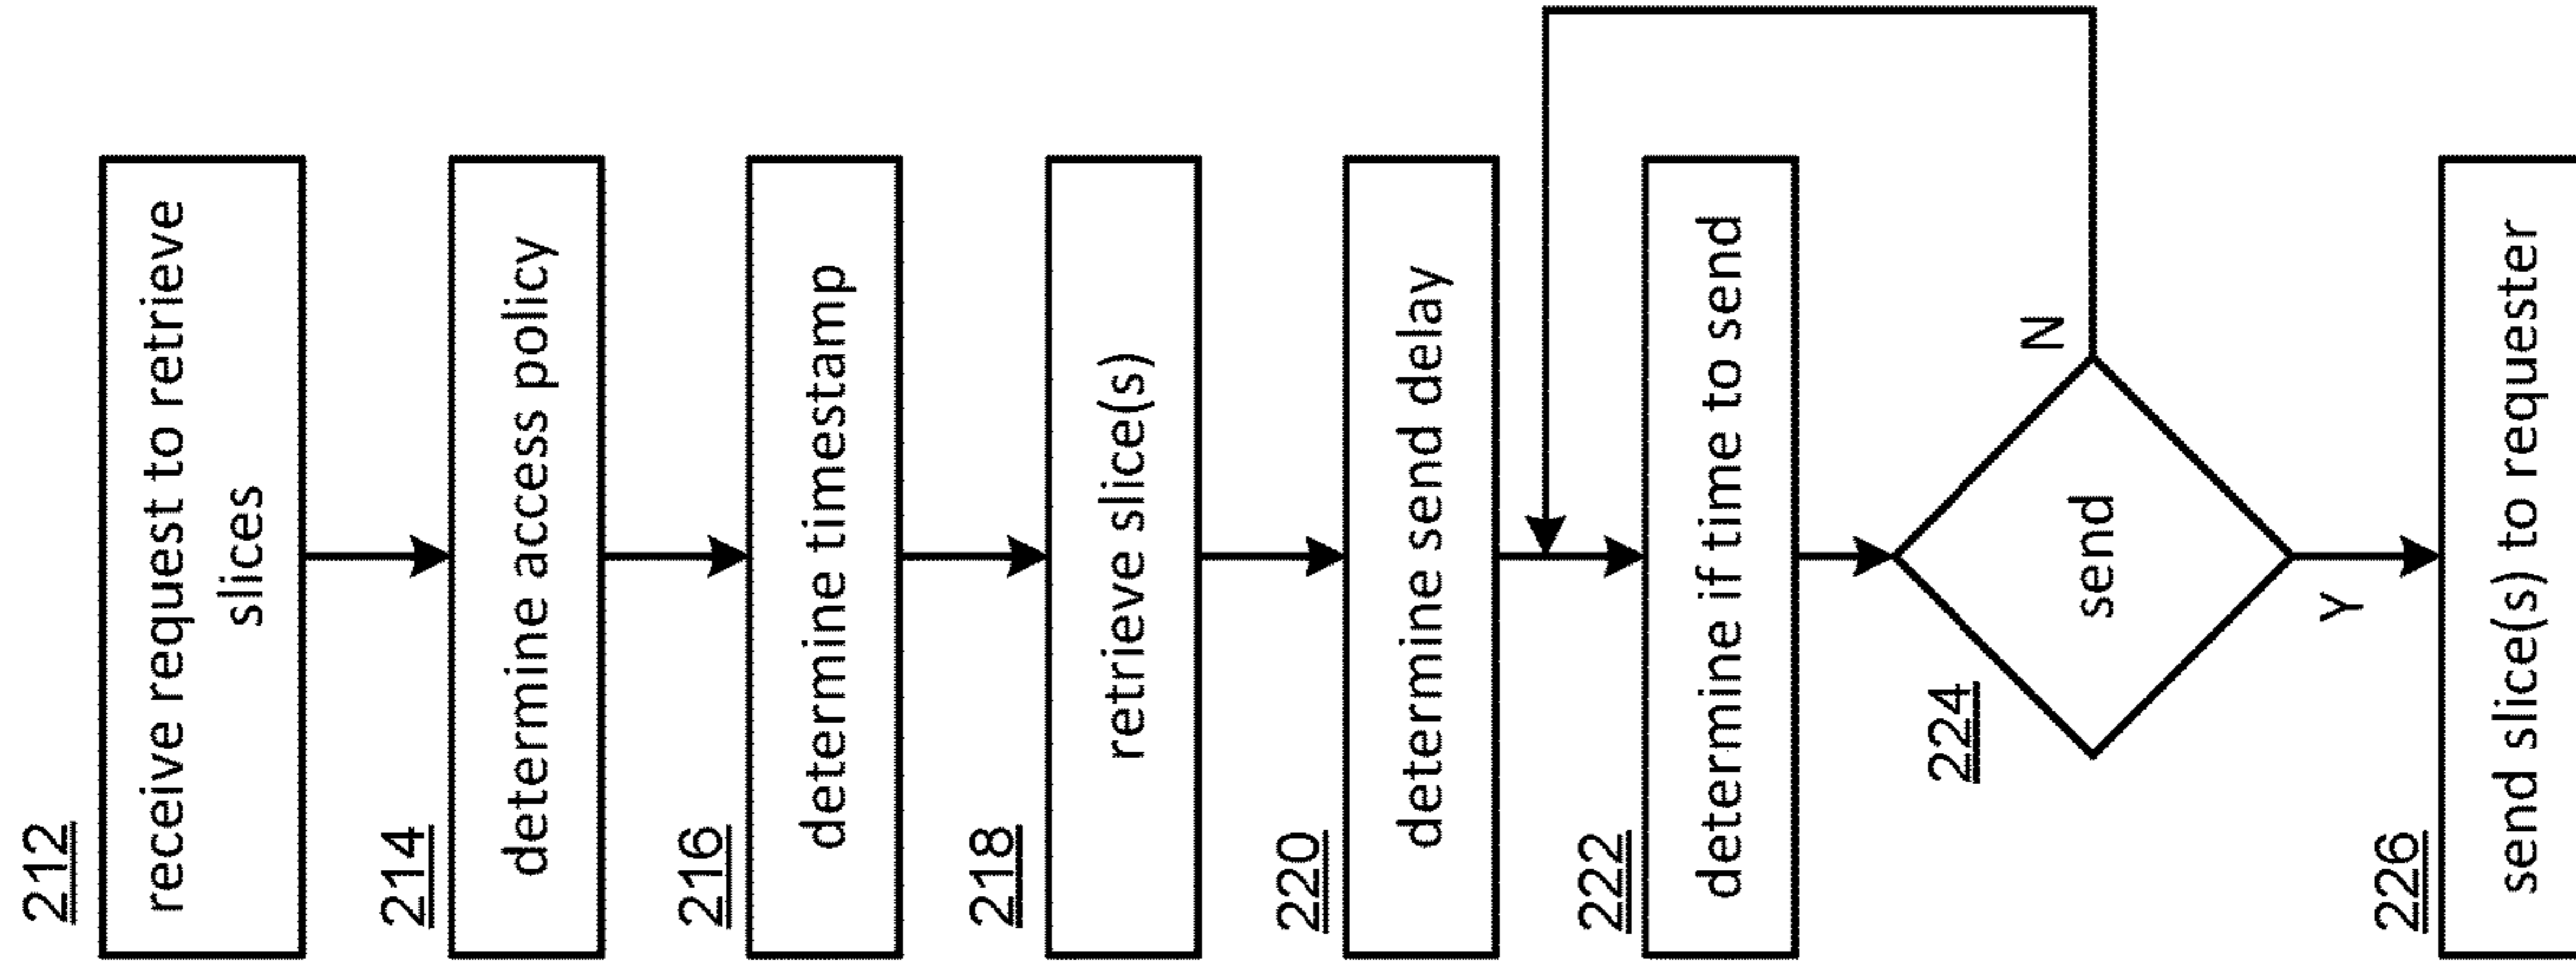 212
receive request to retrieve
slices
214
determine access policy
216
determine timestamp
218
retrieve slice(s)
220
determine send delay
222
determine if time to send
224
send
N
Y
226
send slice(s) to requester